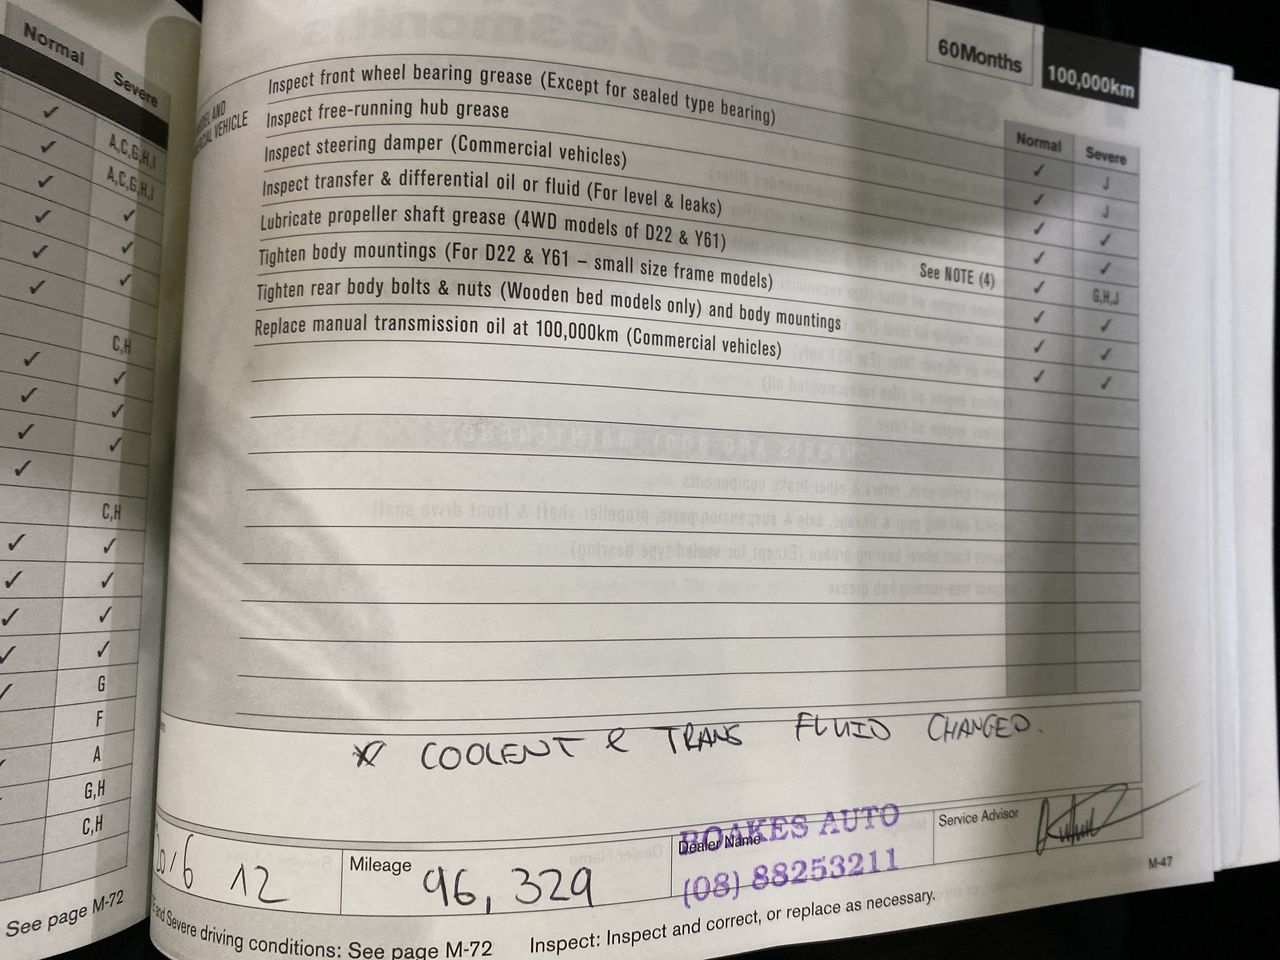 60Months
100,000km
Normal
Severe
Normal
Severe
Inspect front wheel bearing grease (Except for sealed type bearing)
✓ J
Inspect free-running hub grease
✓ J
Inspect steering damper (Commercial vehicles)
✓ ✓
Inspect transfer & differential oil or fluid (For level & leaks)
✓ ✓
Lubricate propeller shaft grease (4WD models of D22 & Y61)
See NOTE (4)
✓ G,H,J
Tighten body mountings (For D22 & Y61 – small size frame models)
✓ ✓
Tighten rear body bolts & nuts (Wooden bed models only) and body mountings
✓ ✓
Replace manual transmission oil at 100,000km (Commercial vehicles)
✓ ✓
✓ A,C,G,H,I
✓ A,C,G,H,I
✓ ✓
✓ ✓
✓ ✓
✓
C,H
✓ ✓
✓ ✓
✓ ✓
✓
C,H
✓ ✓
✓ ✓
✓ ✓
✓ ✓
✓ G
F
A
G,H
C,H
See page M-72
COOLENT & TRANS FLUID CHANGED.
/6 12
Mileage
96,329
Dealer Name
BOAKES AUTO
(08) 88253211
Service Advisor
M-47
and Severe driving conditions: See page M-72
Inspect: Inspect and correct, or replace as necessary.